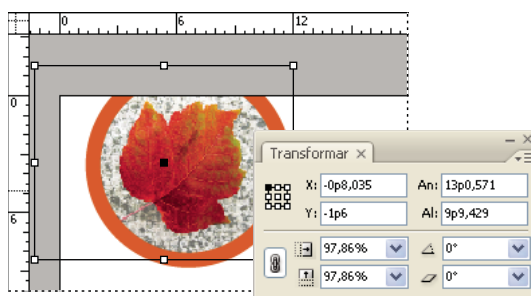 0 6 12
0
6
Transformar ×
X: -0p8,035 An: 13p0,571
Y: -1p6 Al: 9p9,429
97,86% 0°
97,86% 0°